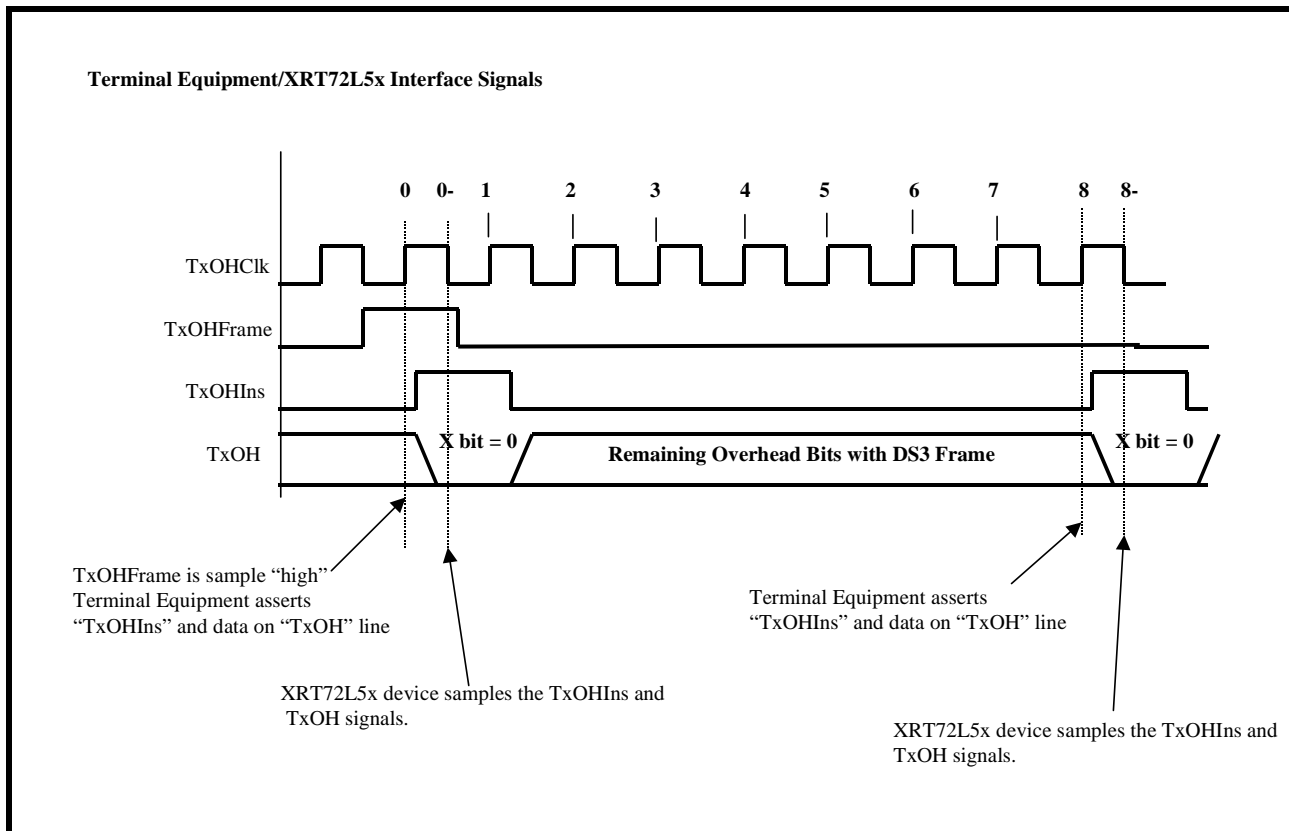 Terminal Equipment/XRT72L5x Interface Signals
0 0- 1 2 3 4 5 6 7 8 8-
TxOHClk
TxOHFrame
TxOHIns
TxOH
X bit = 0
Remaining Overhead Bits with DS3 Frame
X bit = 0
TxOHFrame is sample “high”
Terminal Equipment asserts
“TxOHIns” and data on “TxOH” line
XRT72L5x device samples the TxOHIns and
TxOH signals.
Terminal Equipment asserts
“TxOHIns” and data on “TxOH” line
XRT72L5x device samples the TxOHIns and
TxOH signals.